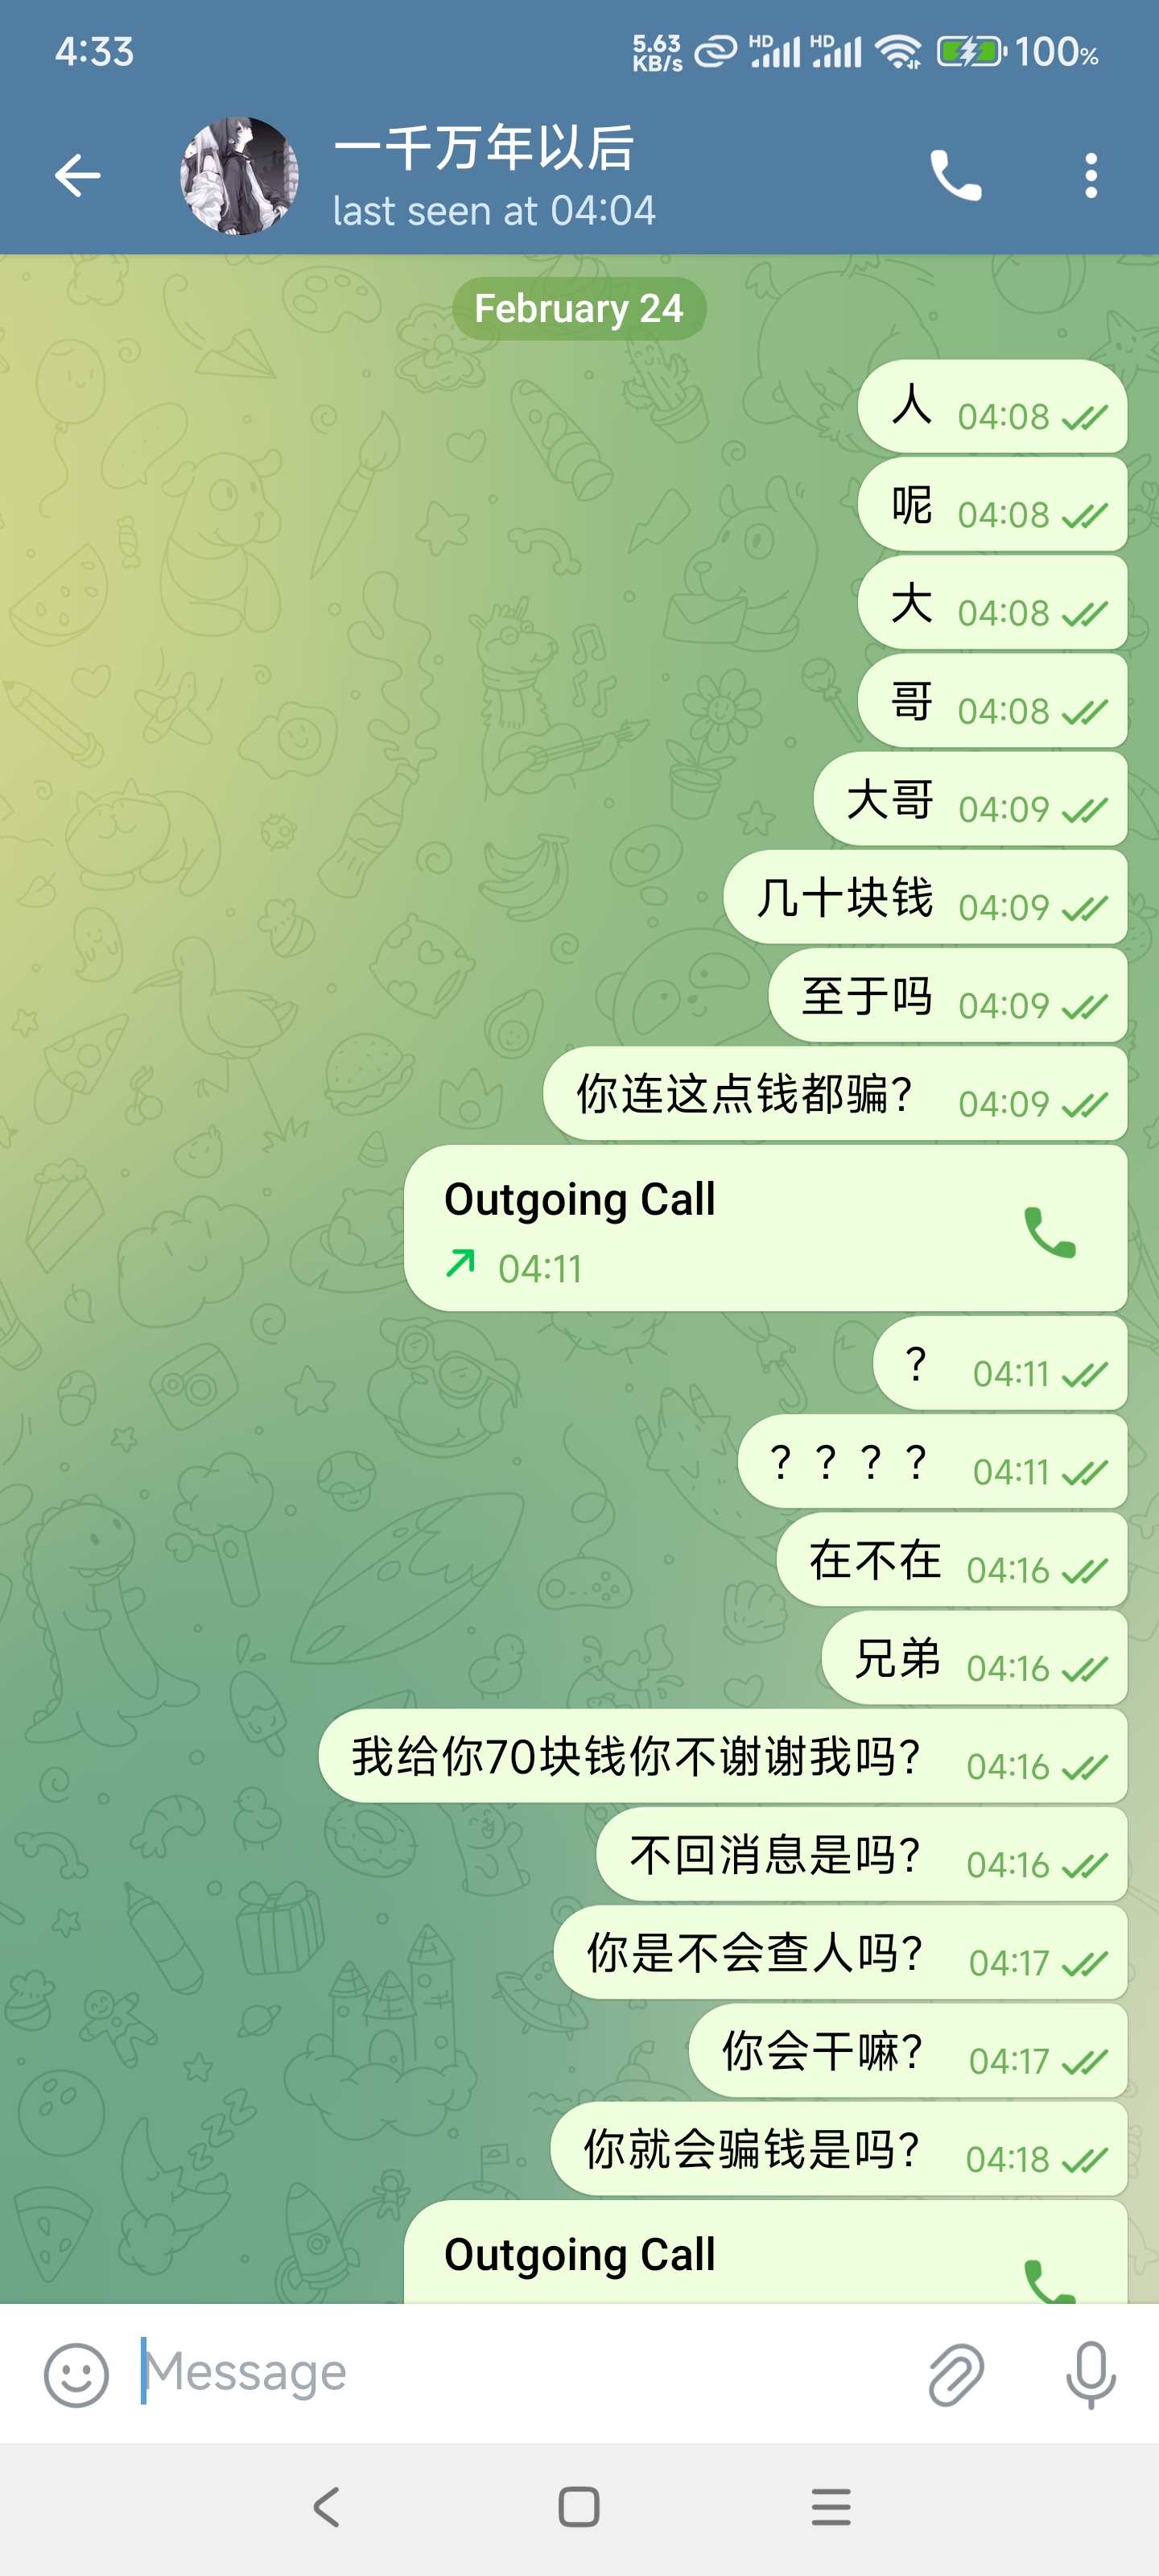 4:33
5.63 KB/s HD HD 100%
一千万年以后
last seen at 04:04
February 24
人 04:08
呢 04:08
大 04:08
哥 04:08
大哥 04:09
几十块钱 04:09
至于吗 04:09
你连这点钱都骗？ 04:09
Outgoing Call
04:11
？ 04:11
？？？？ 04:11
在不在 04:16
兄弟 04:16
我给你70块钱你不谢谢我吗？ 04:16
不回消息是吗？ 04:16
你是不会查人吗？ 04:17
你会干嘛？ 04:17
你就会骗钱是吗？ 04:18
Outgoing Call
Message